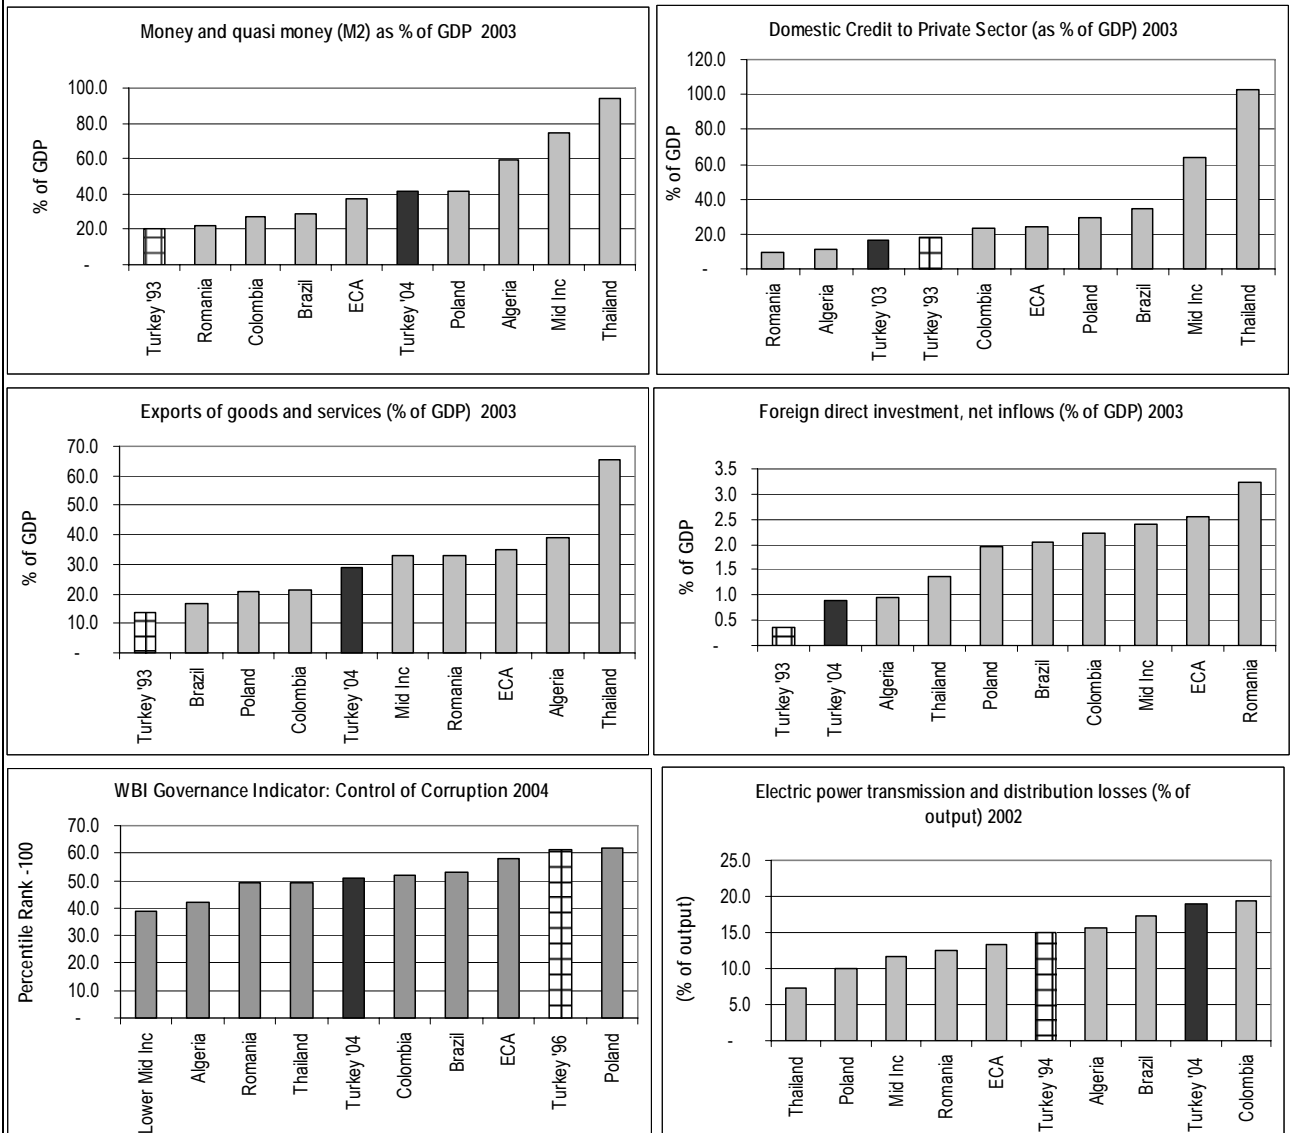 Money and quasi money (M2) as % of GDP 2003
% of GDP
100.0
80.0
60.0
40.0
20.0
-
Turkey '93
Romania
Colombia
Brazil
ECA
Turkey '04
Poland
Algeria
Mid Inc
Thailand
Domestic Credit to Private Sector (as % of GDP) 2003
% of GDP
120.0
100.0
80.0
60.0
40.0
20.0
-
Romania
Algeria
Turkey '03
Turkey '93
Colombia
ECA
Poland
Brazil
Mid Inc
Thailand
Exports of goods and services (% of GDP) 2003
% of GDP
70.0
60.0
50.0
40.0
30.0
20.0
10.0
-
Turkey '93
Brazil
Poland
Colombia
Turkey '04
Mid Inc
Romania
ECA
Algeria
Thailand
Foreign direct investment, net inflows (% of GDP) 2003
% of GDP
3.5
3.0
2.5
2.0
1.5
1.0
0.5
-
Turkey '93
Turkey '04
Algeria
Thailand
Poland
Brazil
Colombia
Mid Inc
ECA
Romania
WBI Governance Indicator: Control of Corruption 2004
Percentile Rank -100
70.0
60.0
50.0
40.0
30.0
20.0
10.0
-
Lower Mid Inc
Algeria
Romania
Thailand
Turkey '04
Colombia
Brazil
ECA
Turkey '96
Poland
Electric power transmission and distribution losses (% of
output) 2002
(% of output)
25.0
20.0
15.0
10.0
5.0
-
Thailand
Poland
Mid Inc
Romania
ECA
Turkey '94
Algeria
Brazil
Turkey '04
Colombia